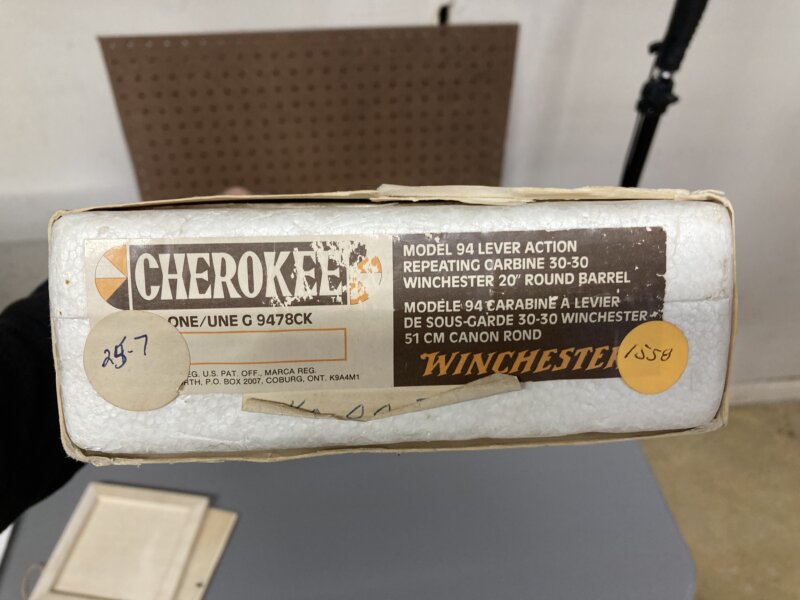 CHEROKEE
ONE/UNE G 9478CK
EG. U.S. PAT. OFF., MARCA REG.
RTH, P.O. BOX 2007, COBURG, ONT. K9A4M1
MODEL 94 LEVER ACTION
REPEATING CARBINE 30-30
WINCHESTER 20" ROUND BARREL
MODÈLE 94 CARABINE À LEVIER
DE SOUS-GARDE 30-30 WINCHESTER
51 CM CANON ROND
WINCHESTER
25-7
1558